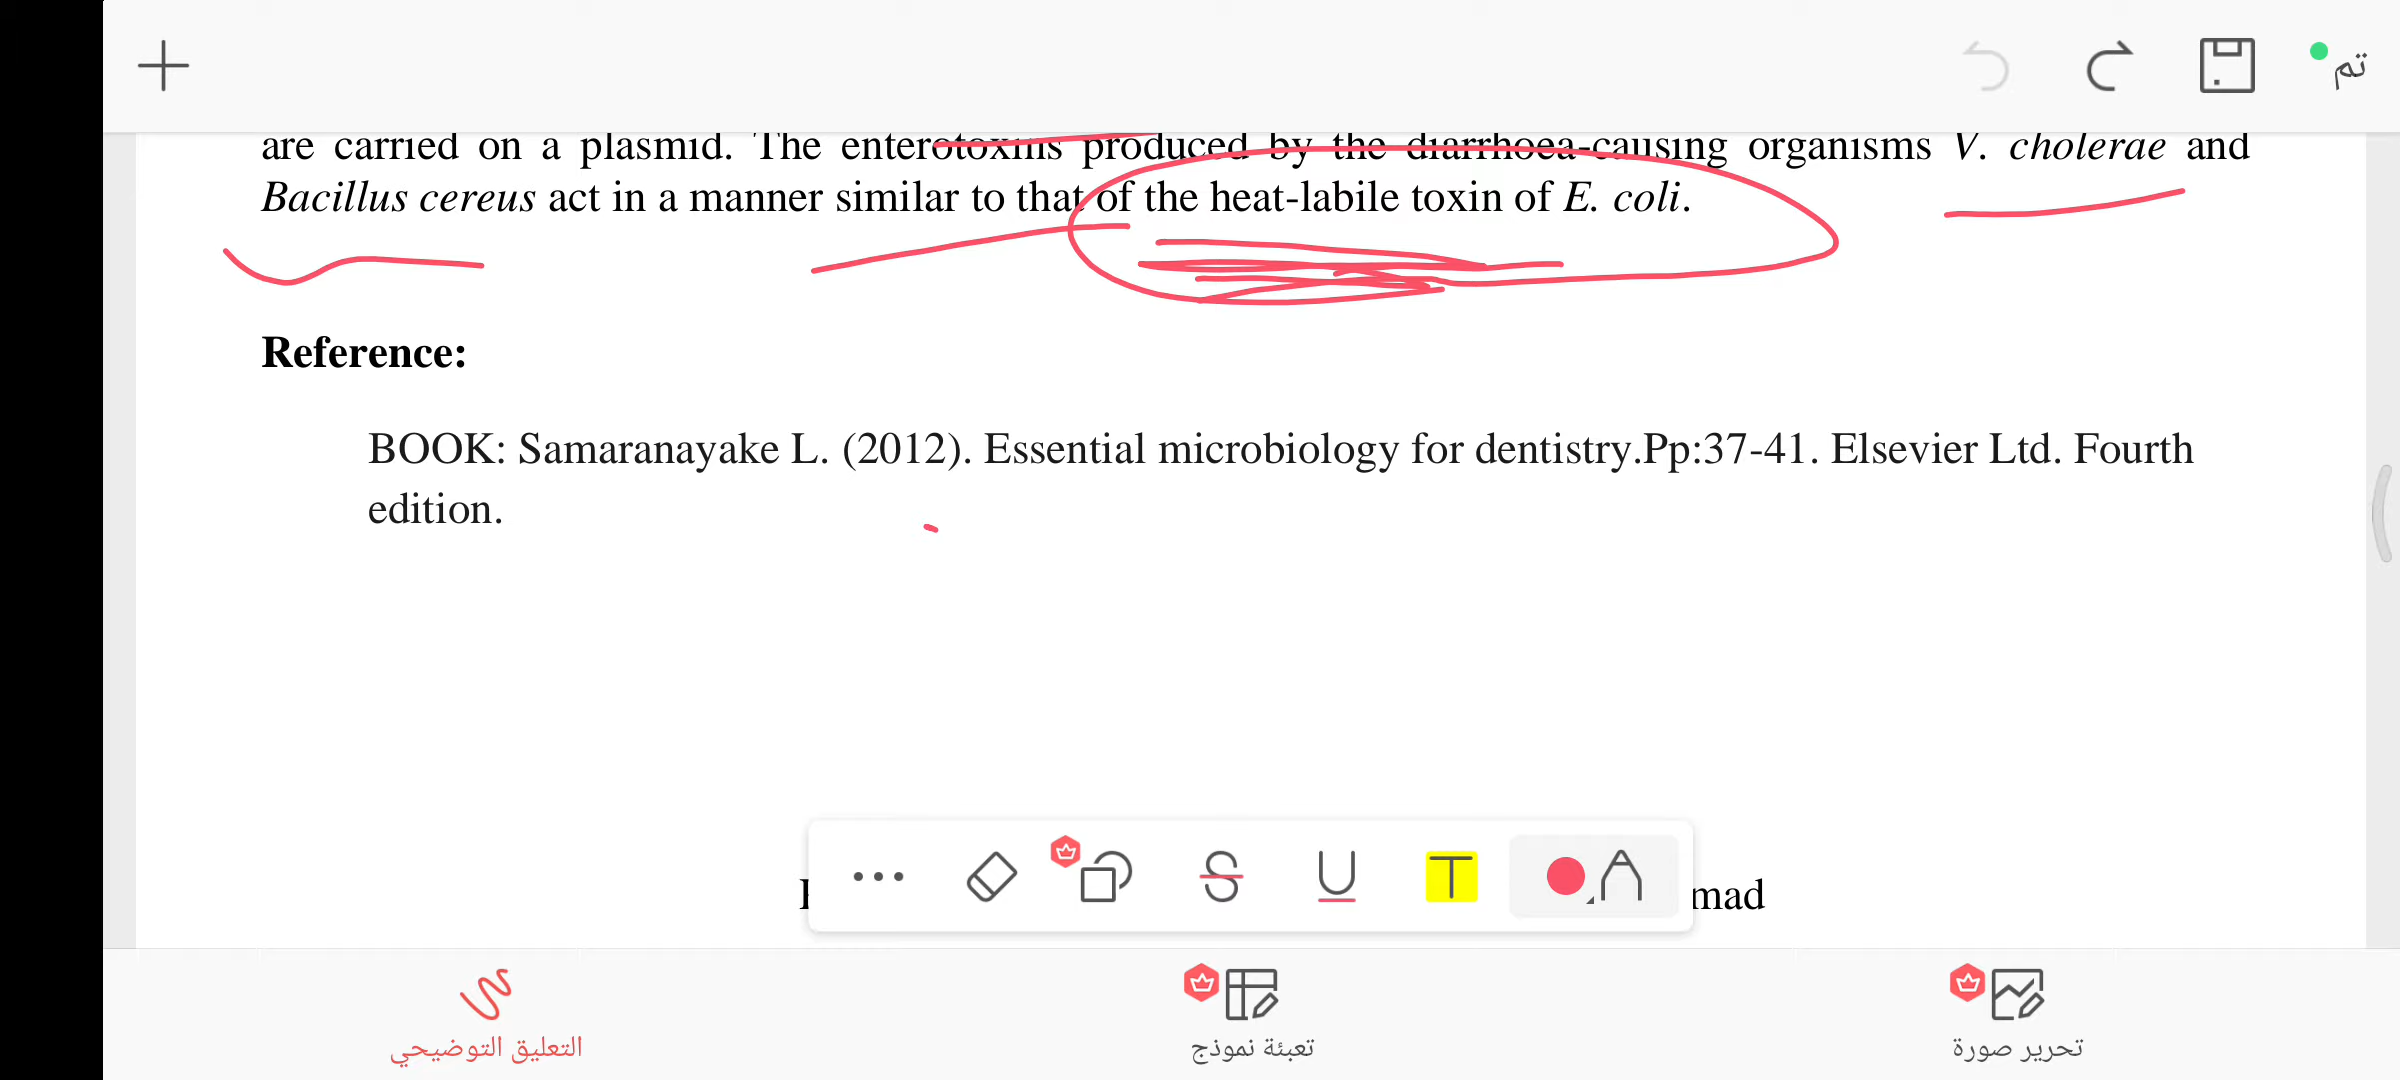 تم
are carried on a plasmid. The enterotoxins produced by the diarrhoea-causing organisms V. cholerae and
Bacillus cereus act in a manner similar to that of the heat-labile toxin of E. coli.
Reference:
BOOK: Samaranayake L. (2012). Essential microbiology for dentistry.Pp:37-41. Elsevier Ltd. Fourth
edition.
mad
التعليق التوضيحي
تعبئة نموذج
تحرير صورة